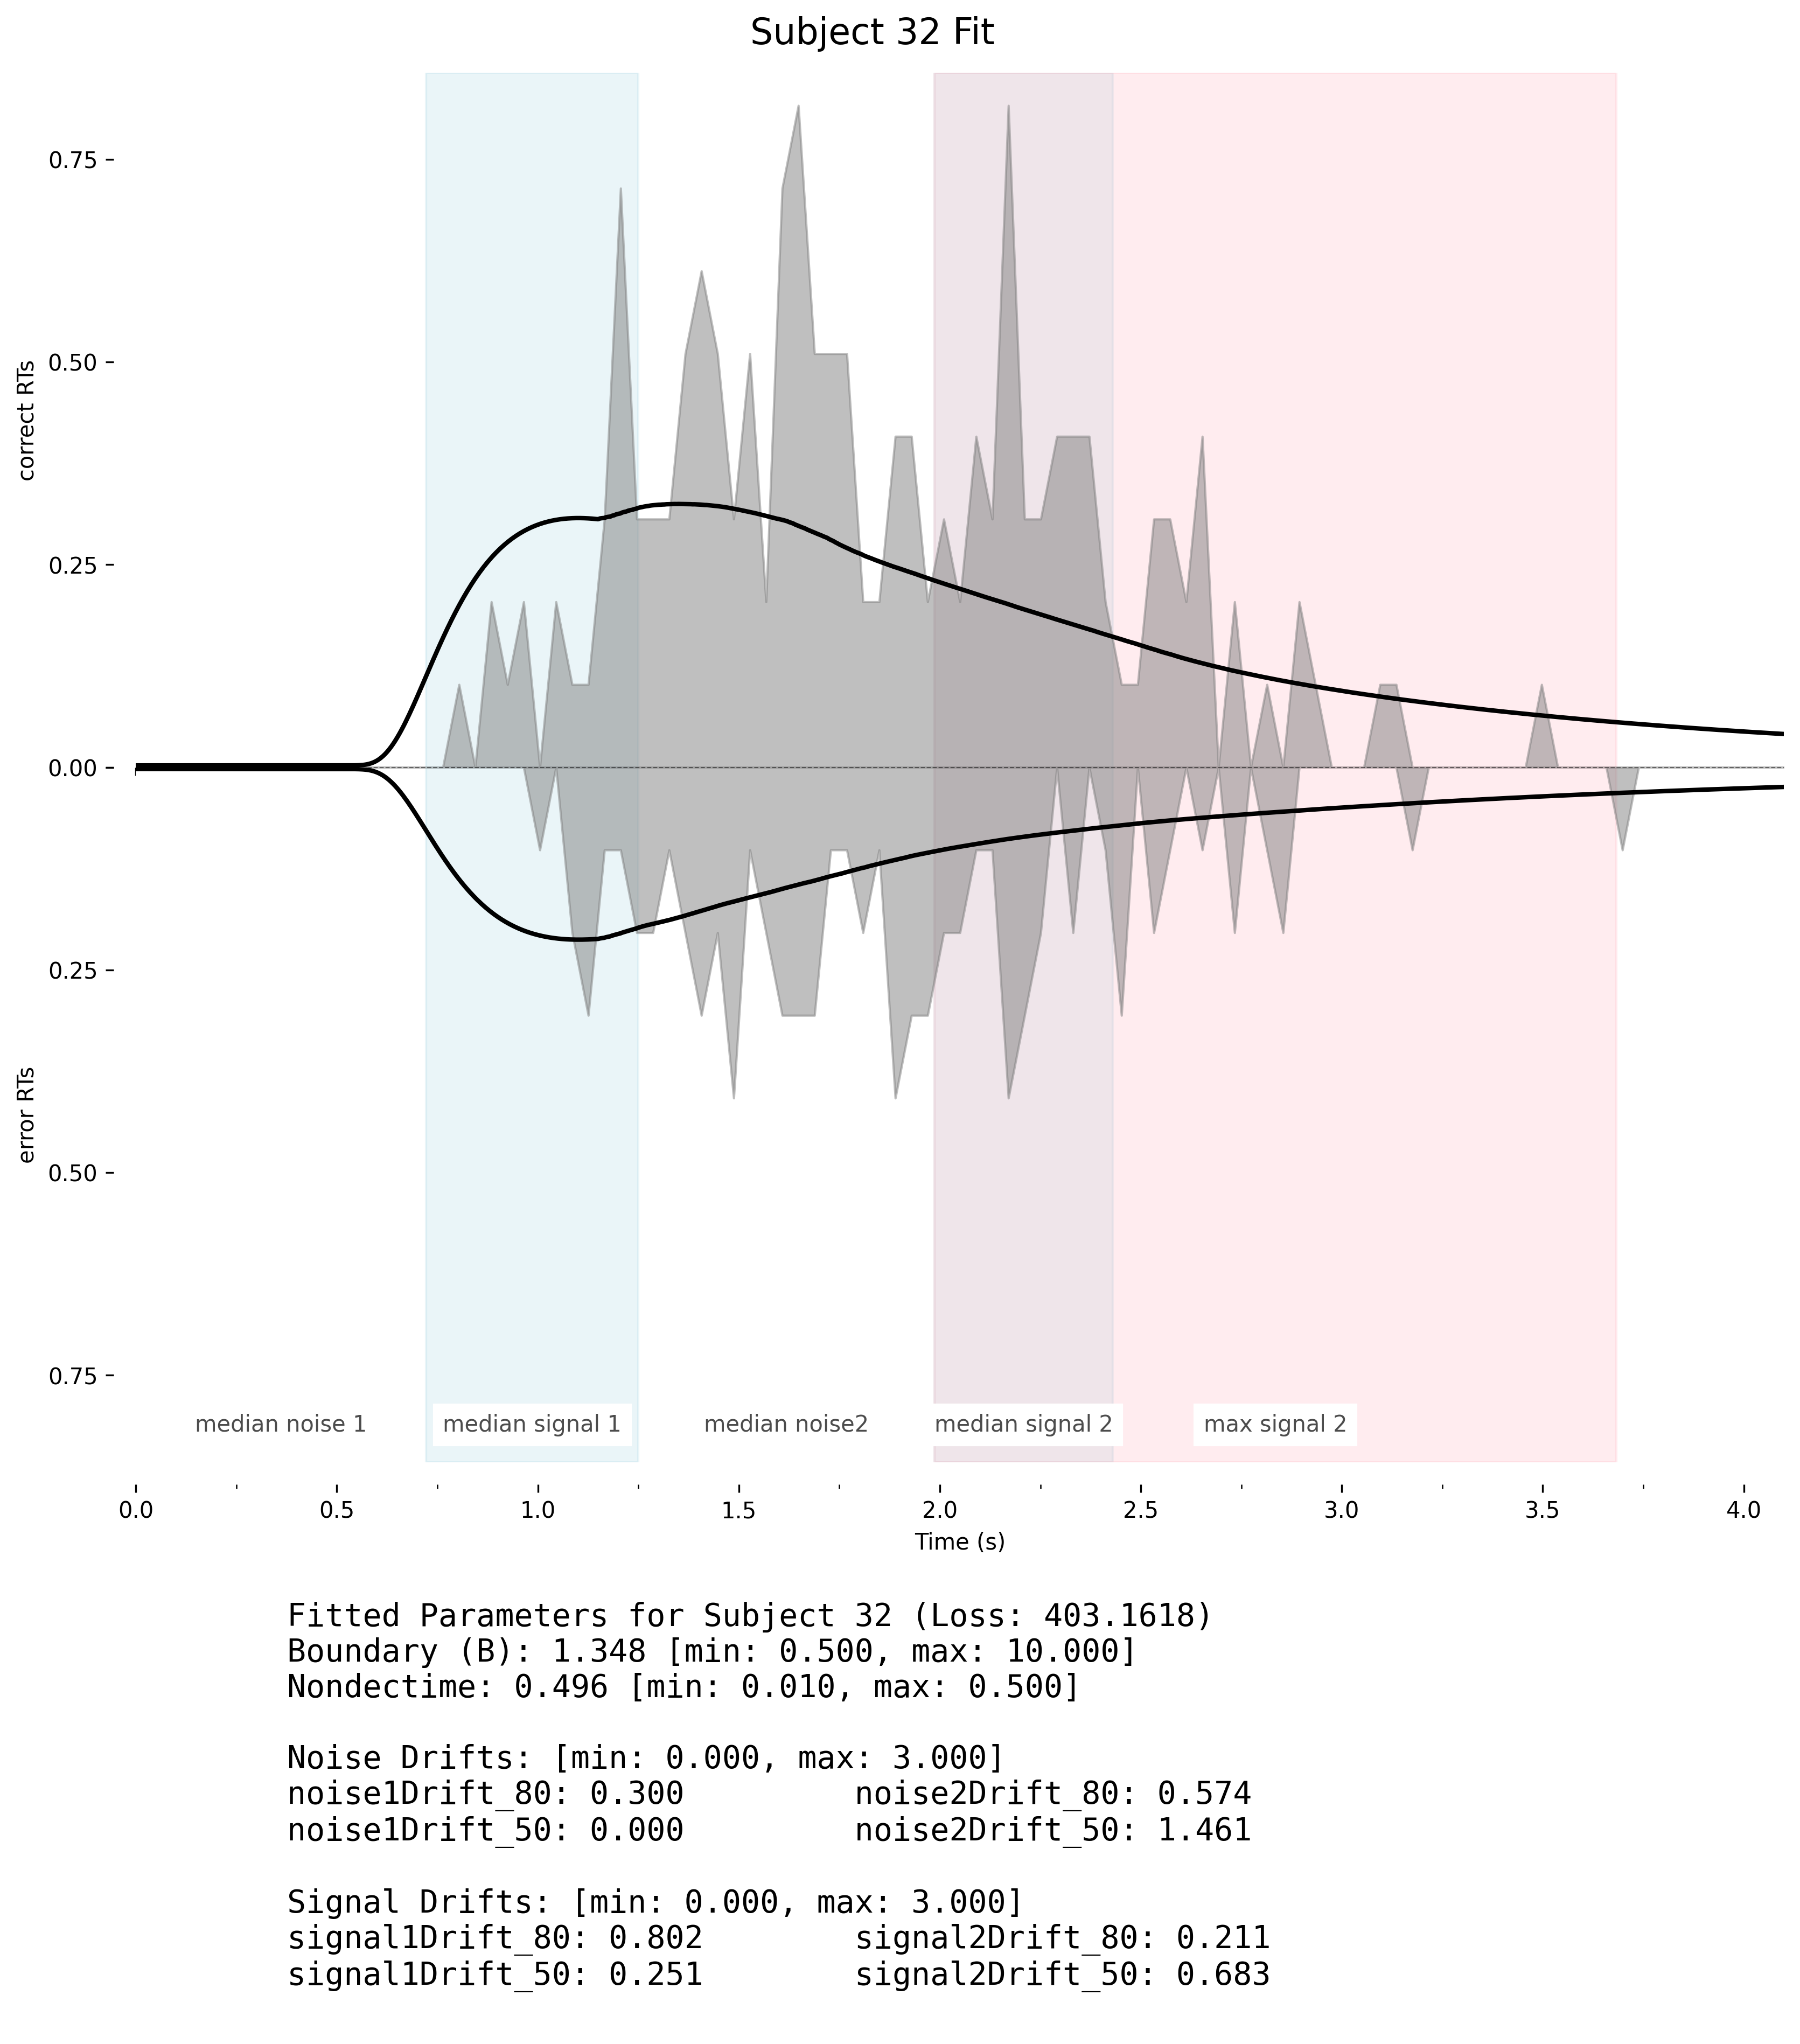 Subject 32 Fit
0.75
0.50
0.25
0.00
0.25
0.50
0.75
correct RTs
error RTs
median noise 1 median signal 1 median noise2 median signal 2 max signal 2
0.0 0.5 1.0 1.5 2.0 2.5 3.0 3.5 4.0
Time (s)
Fitted Parameters for Subject 32 (Loss: 403.1618)
Boundary (B): 1.348 [min: 0.500, max: 10.000]
Nondectime: 0.496 [min: 0.010, max: 0.500]
Noise Drifts: [min: 0.000, max: 3.000]
noise1Drift_80: 0.300 noise2Drift_80: 0.574
noise1Drift_50: 0.000 noise2Drift_50: 1.461
Signal Drifts: [min: 0.000, max: 3.000]
signal1Drift_80: 0.802 signal2Drift_80: 0.211
signal1Drift_50: 0.251 signal2Drift_50: 0.683